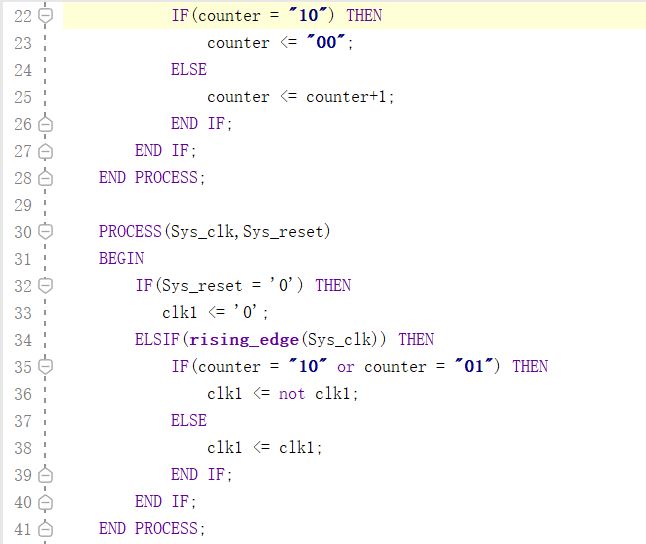 22 IF(counter = "10") THEN
23 counter <= "00";
24 ELSE
25 counter <= counter+1;
26 END IF;
27 END IF;
28 END PROCESS;
29
30 PROCESS(Sys_clk,Sys_reset)
31 BEGIN
32 IF(Sys_reset = '0') THEN
33 clk1 <= '0';
34 ELSIF(rising_edge(Sys_clk)) THEN
35 IF(counter = "10" or counter = "01") THEN
36 clk1 <= not clk1;
37 ELSE
38 clk1 <= clk1;
39 END IF;
40 END IF;
41 END PROCESS;